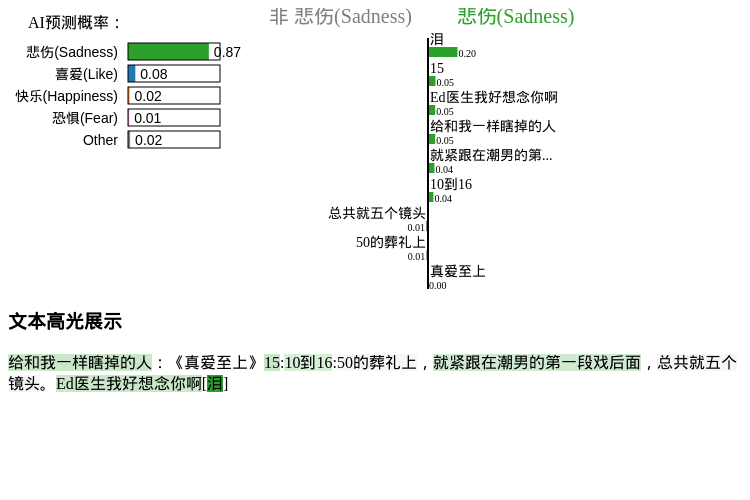 AI预测概率：
悲伤(Sadness) 0.87
喜爱(Like) 0.08
快乐(Happiness) 0.02
恐惧(Fear) 0.01
Other 0.02
非 悲伤(Sadness) 悲伤(Sadness)
泪
0.20
15
0.05
Ed医生我好想念你啊
0.05
给和我一样瞎掉的人
0.05
就紧跟在潮男的第...
0.04
10到16
0.04
总共就五个镜头
0.01
50的葬礼上
0.01
真爱至上
0.00
文本高光展示
给和我一样瞎掉的人：《真爱至上》15:10到16:50的葬礼上，就紧跟在潮男的第一段戏后面，总共就五个
镜头。Ed医生我好想念你啊[泪]